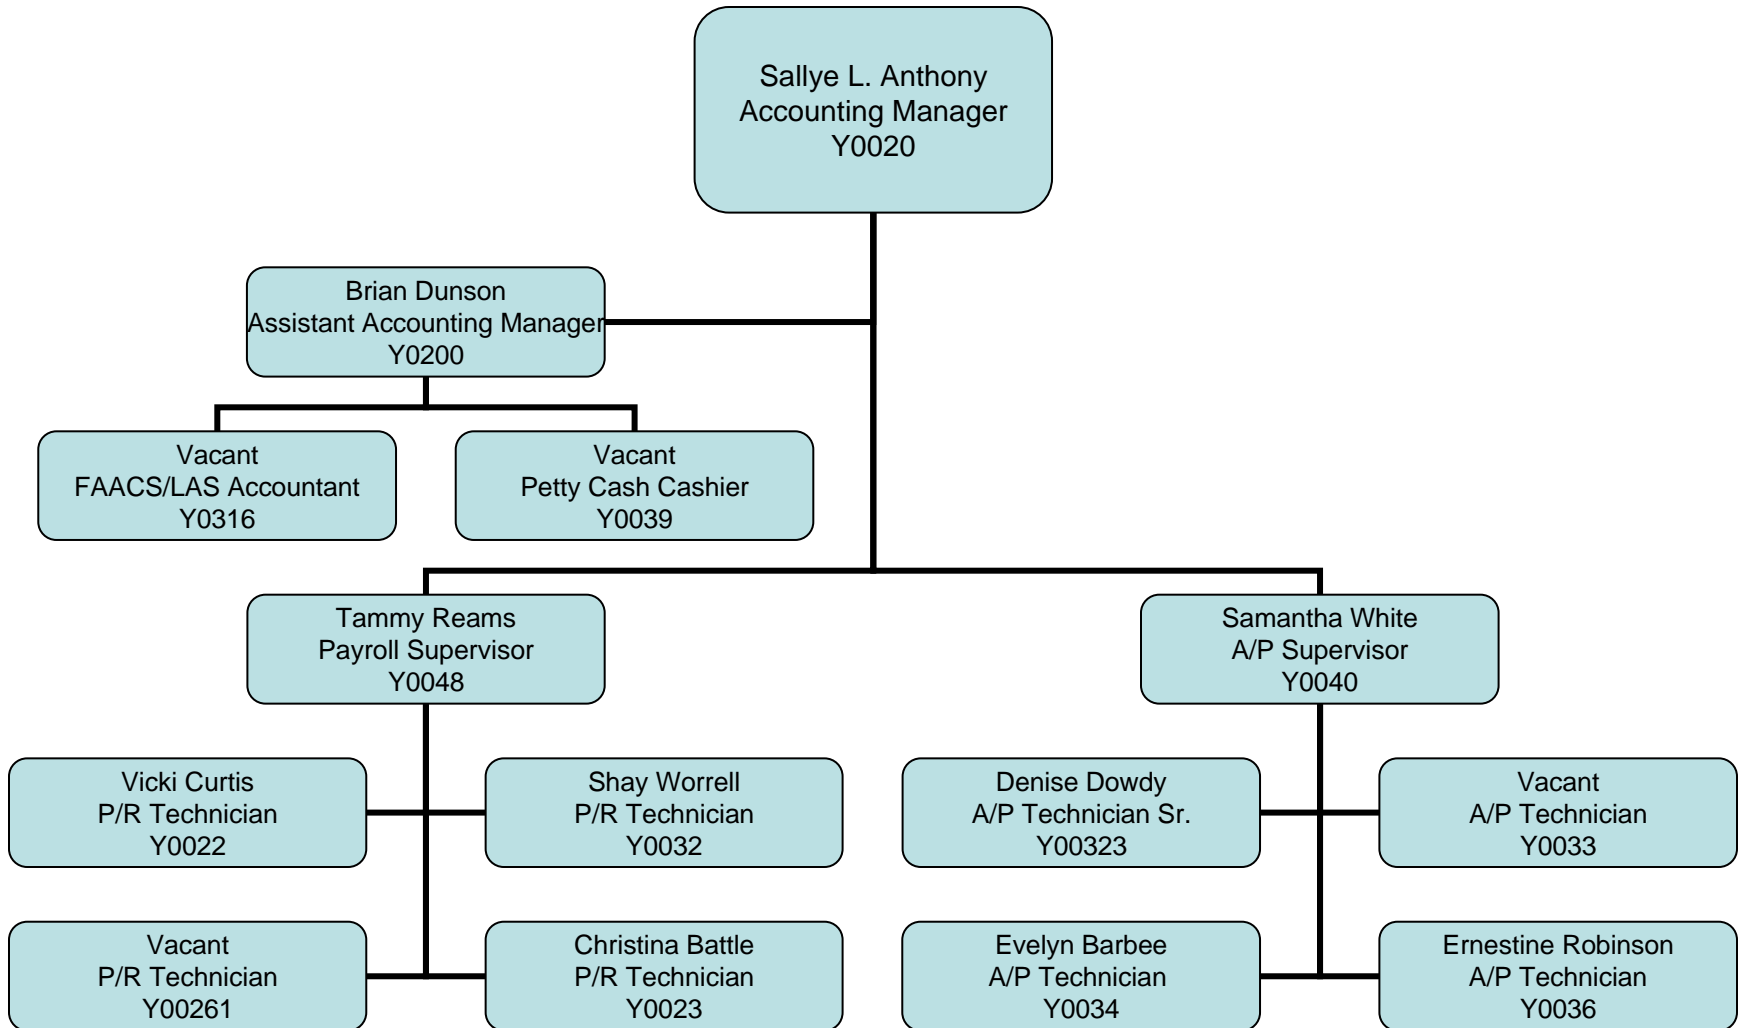 Sallye L. Anthony
Accounting Manager
Y0020
Brian Dunson
Assistant Accounting Manager
Y0200
Vacant
FAACS/LAS Accountant
Y0316
Vacant
Petty Cash Cashier
Y0039
Tammy Reams
Payroll Supervisor
Y0048
Samantha White
A/P Supervisor
Y0040
Vicki Curtis
P/R Technician
Y0022
Shay Worrell
P/R Technician
Y0032
Denise Dowdy
A/P Technician Sr.
Y00323
Vacant
A/P Technician
Y0033
Vacant
P/R Technician
Y00261
Christina Battle
P/R Technician
Y0023
Evelyn Barbee
A/P Technician
Y0034
Ernestine Robinson
A/P Technician
Y0036